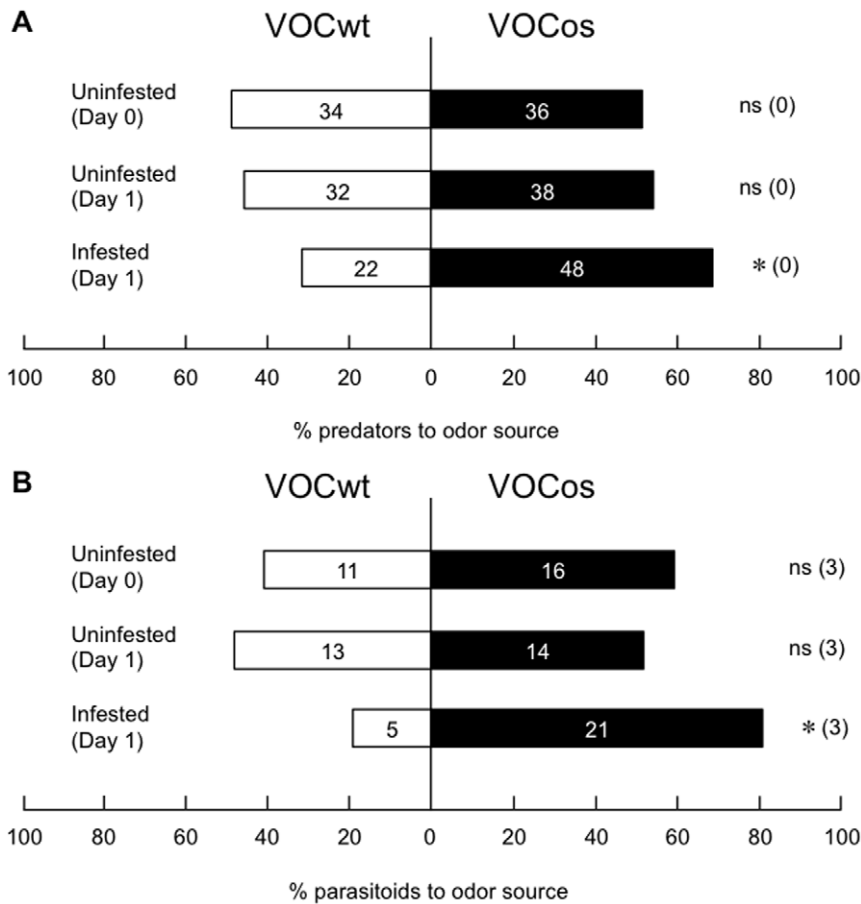 A
VOCwt VOCos
Uninfested
(Day 0)
34 36 ns (0)
Uninfested
(Day 1)
32 38 ns (0)
Infested
(Day 1)
22 48 * (0)
100 80 60 40 20 0 20 40 60 80 100
% predators to odor source
B
VOCwt VOCos
Uninfested
(Day 0)
11 16 ns (3)
Uninfested
(Day 1)
13 14 ns (3)
Infested
(Day 1)
5 21 * (3)
100 80 60 40 20 0 20 40 60 80 100
% parasitoids to odor source